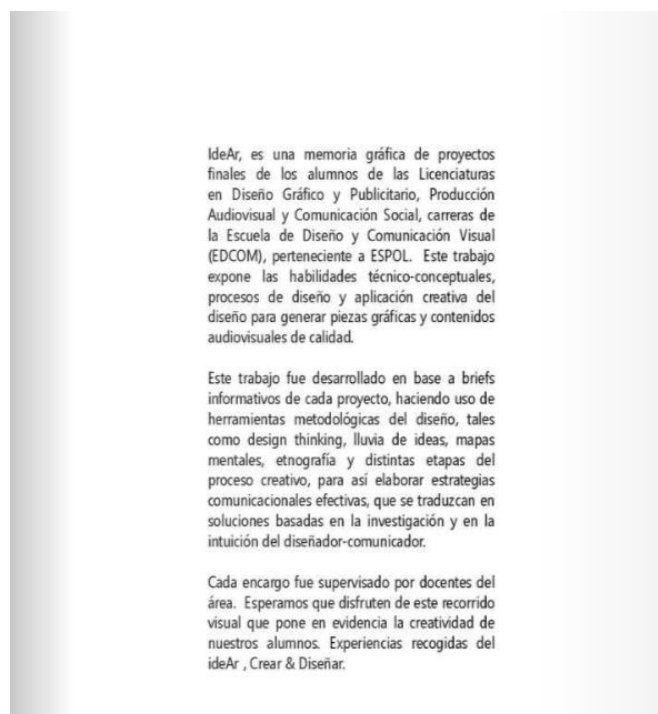 IdeAr, es una memoria gráfica de proyectos
finales de los alumnos de las Licenciaturas
en Diseño Gráfico y Publicitario, Producción
Audiovisual y Comunicación Social, carreras de
la Escuela de Diseño y Comunicación Visual
(EDCOM), perteneciente a ESPOL. Este trabajo
expone las habilidades técnico-conceptuales,
procesos de diseño y aplicación creativa del
diseño para generar piezas gráficas y contenidos
audiovisuales de calidad.

Este trabajo fue desarrollado en base a briefs
informativos de cada proyecto, haciendo uso de
herramientas metodológicas del diseño, tales
como design thinking, lluvia de ideas, mapas
mentales, etnografía y distintas etapas del
proceso creativo, para así elaborar estrategias
comunicacionales efectivas, que se traduzcan en
soluciones basadas en la investigación y en la
intuición del diseñador-comunicador.

Cada encargo fue supervisado por docentes del
área. Esperamos que disfruten de este recorrido
visual que pone en evidencia la creatividad de
nuestros alumnos. Experiencias recogidas del
ideAr , Crear & Diseñar.